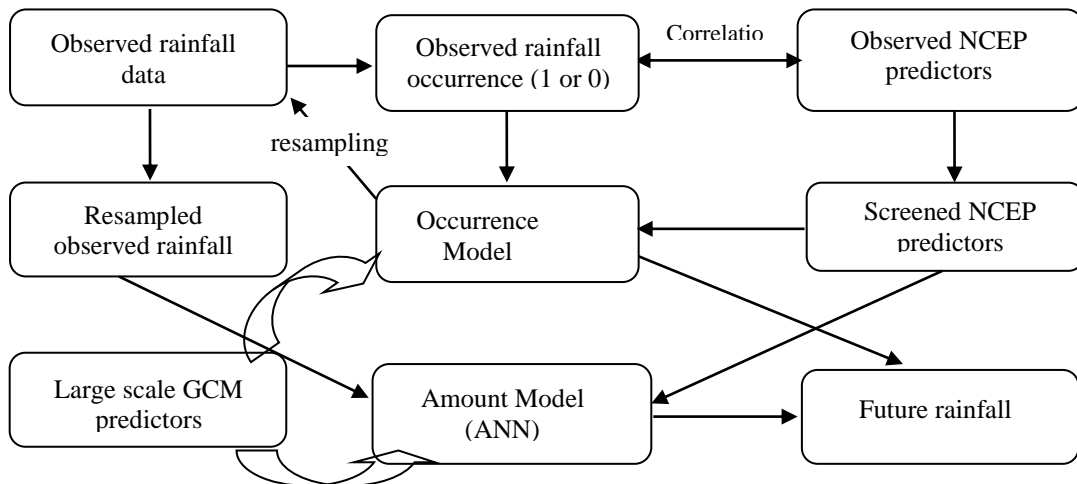 Observed rainfall
data
Observed rainfall
occurrence (1 or 0)
Correlatio
Observed NCEP
predictors
resampling
Resampled
observed rainfall
Occurrence
Model
Screened NCEP
predictors
Large scale GCM
predictors
Amount Model
(ANN)
Future rainfall